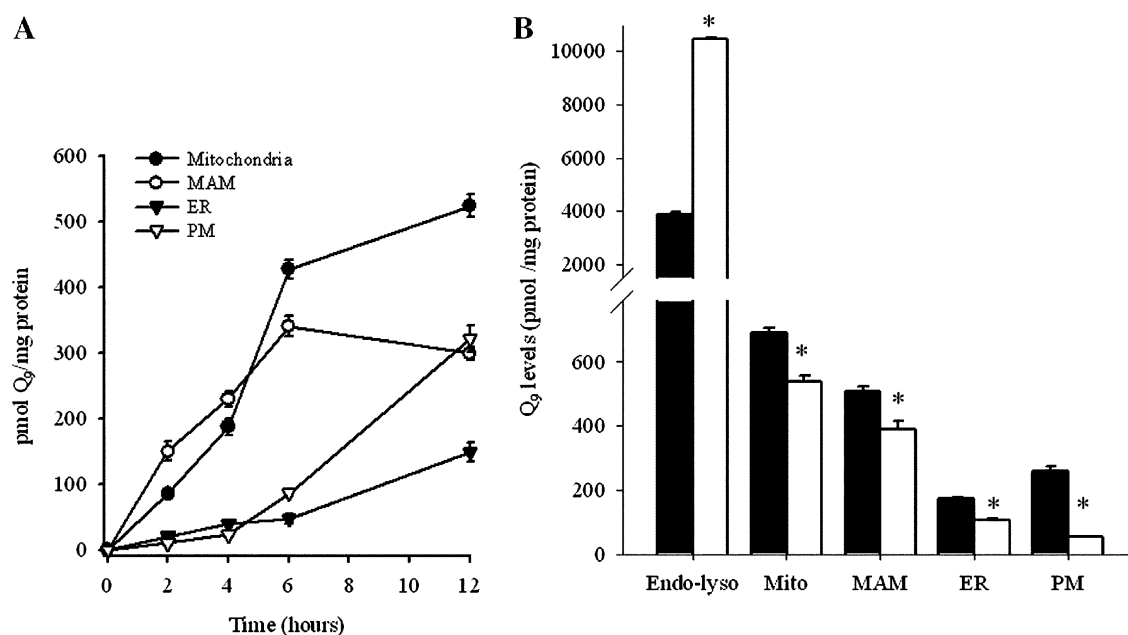 A
pmol Q₉/mg protein
600
500
400
300
200
100
0
Mitochondria
MAM
ER
PM
0 2 4 6 8 10 12
Time (hours)
B
Q₉ levels (pmol /mg protein)
10000
8000
6000
4000
2000
600
400
200
0
*
*
*
*
*
Endo-lyso Mito MAM ER PM